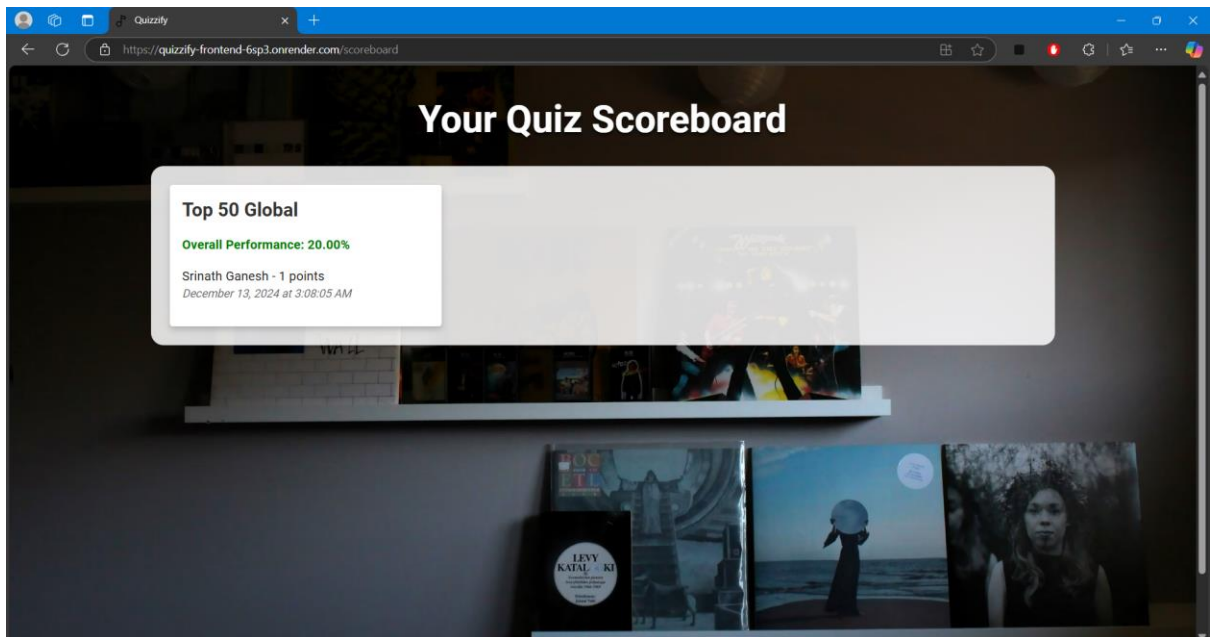 Quizzify
https://quizzify-frontend-6sp3.onrender.com/scoreboard
Your Quiz Scoreboard
Top 50 Global
Overall Performance: 20.00%
Srinath Ganesh - 1 points
December 13, 2024 at 3:08:05 AM
WALL
LEVY